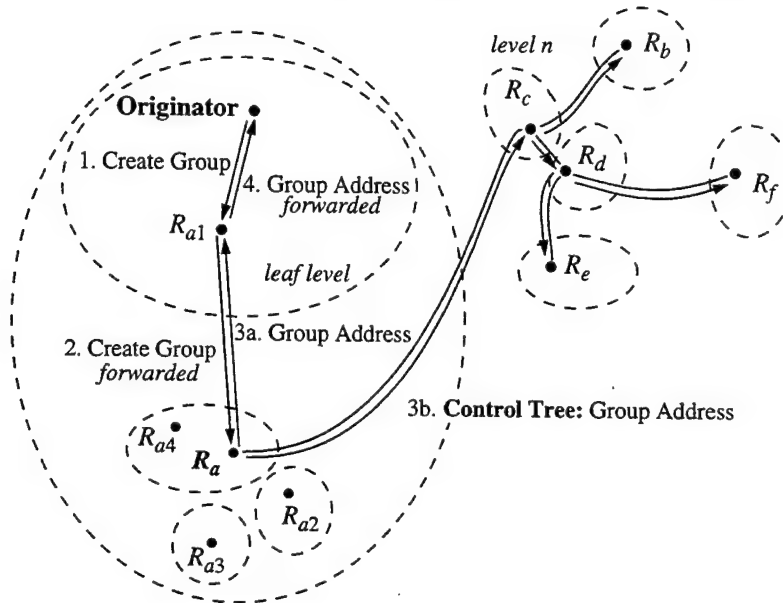 level n
R_b
R_c
Originator
R_d
1. Create Group
4. Group Address
forwarded
R_f
R_a1
leaf level
R_e
3a. Group Address
2. Create Group
forwarded
3b. Control Tree: Group Address
R_a4
R_a
R_a2
R_a3